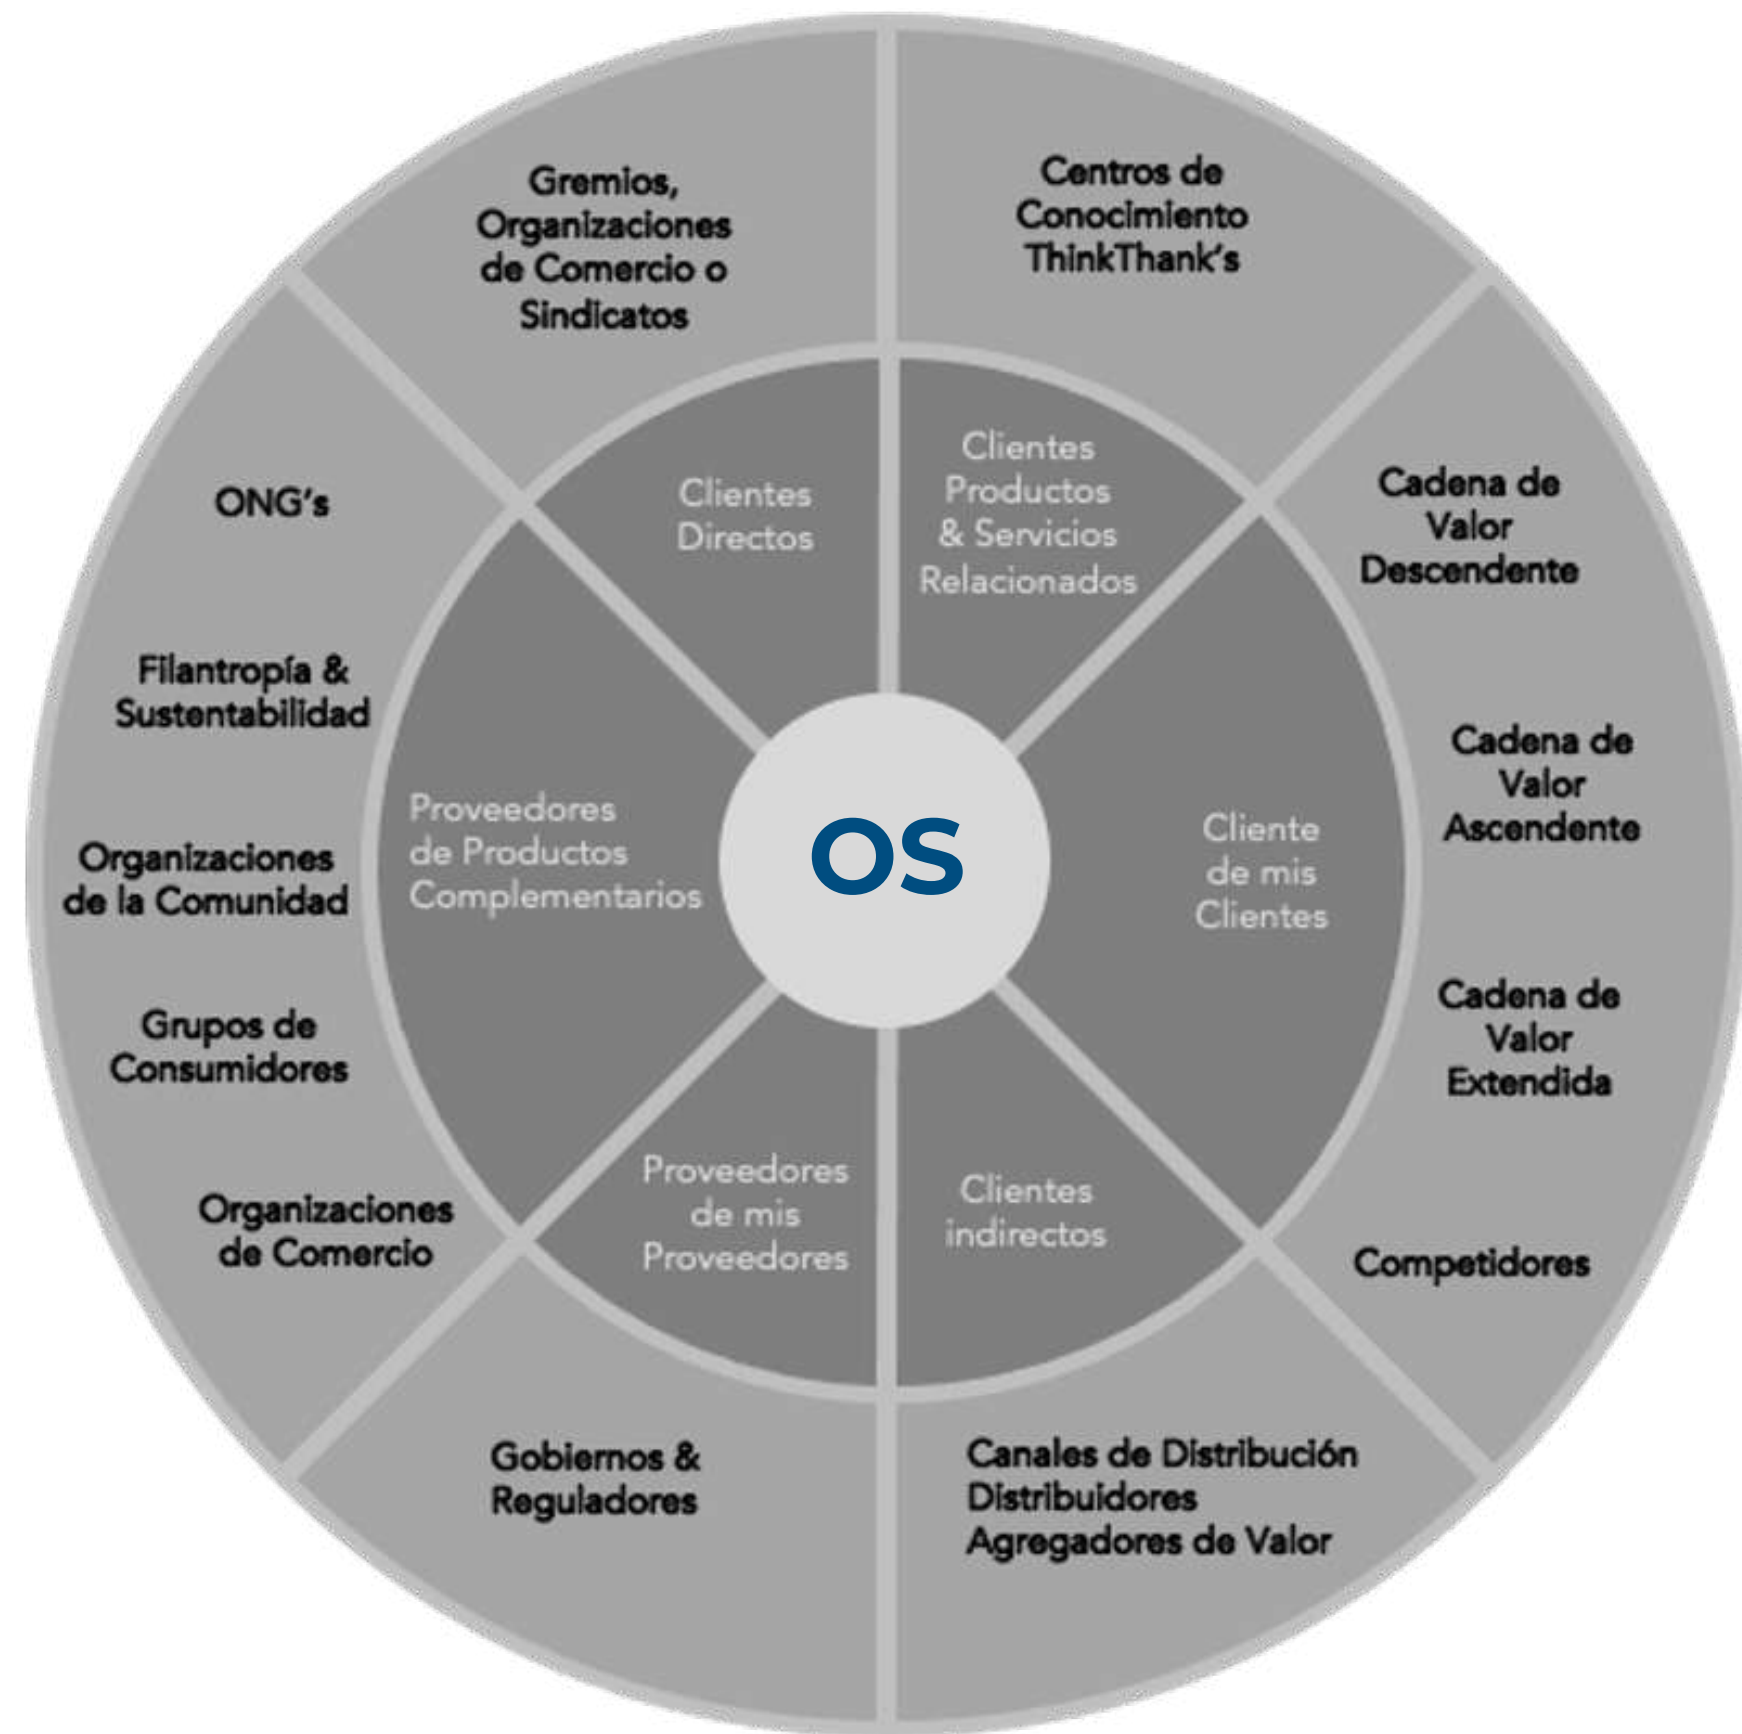 Gremios,
Organizaciones
de Comercio o
Sindicatos
Centros de
Conocimiento
ThinkThank's
ONG's
Filantropía &
Sustentabilidad
Organizaciones
de la Comunidad
Grupos de
Consumidores
Organizaciones
de Comercio
Clientes
Directos
Clientes
Productos
& Servicios
Relacionados
Proveedores
de Productos
Complementarios
OS
Cliente
de mis
Clientes
Proveedores
de mis
Proveedores
Clientes
indirectos
Cadena de
Valor
Descendente
Cadena de
Valor
Ascendente
Cadena de
Valor
Extendida
Competidores
Gobiernos &
Reguladores
Canales de Distribución
Distribuidores
Agregadores de Valor